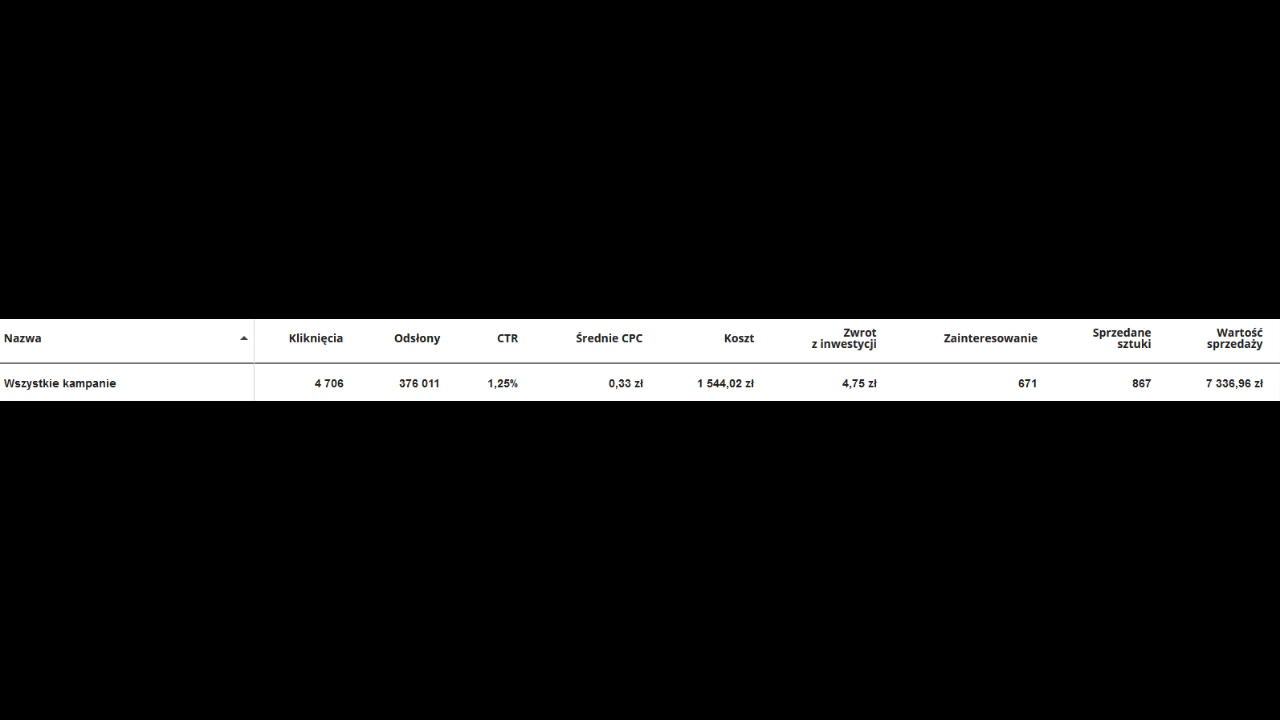 Nazwa Kliknięcia Odsłony CTR Średnie CPC Koszt Zwrot z inwestycji Zainteresowanie Sprzedane sztuki Wartość sprzedaży
Wszystkie kampanie 4 706 376 011 1,25% 0,33 zł 1 544,02 zł 4,75 zł 671 867 7 336,96 zł